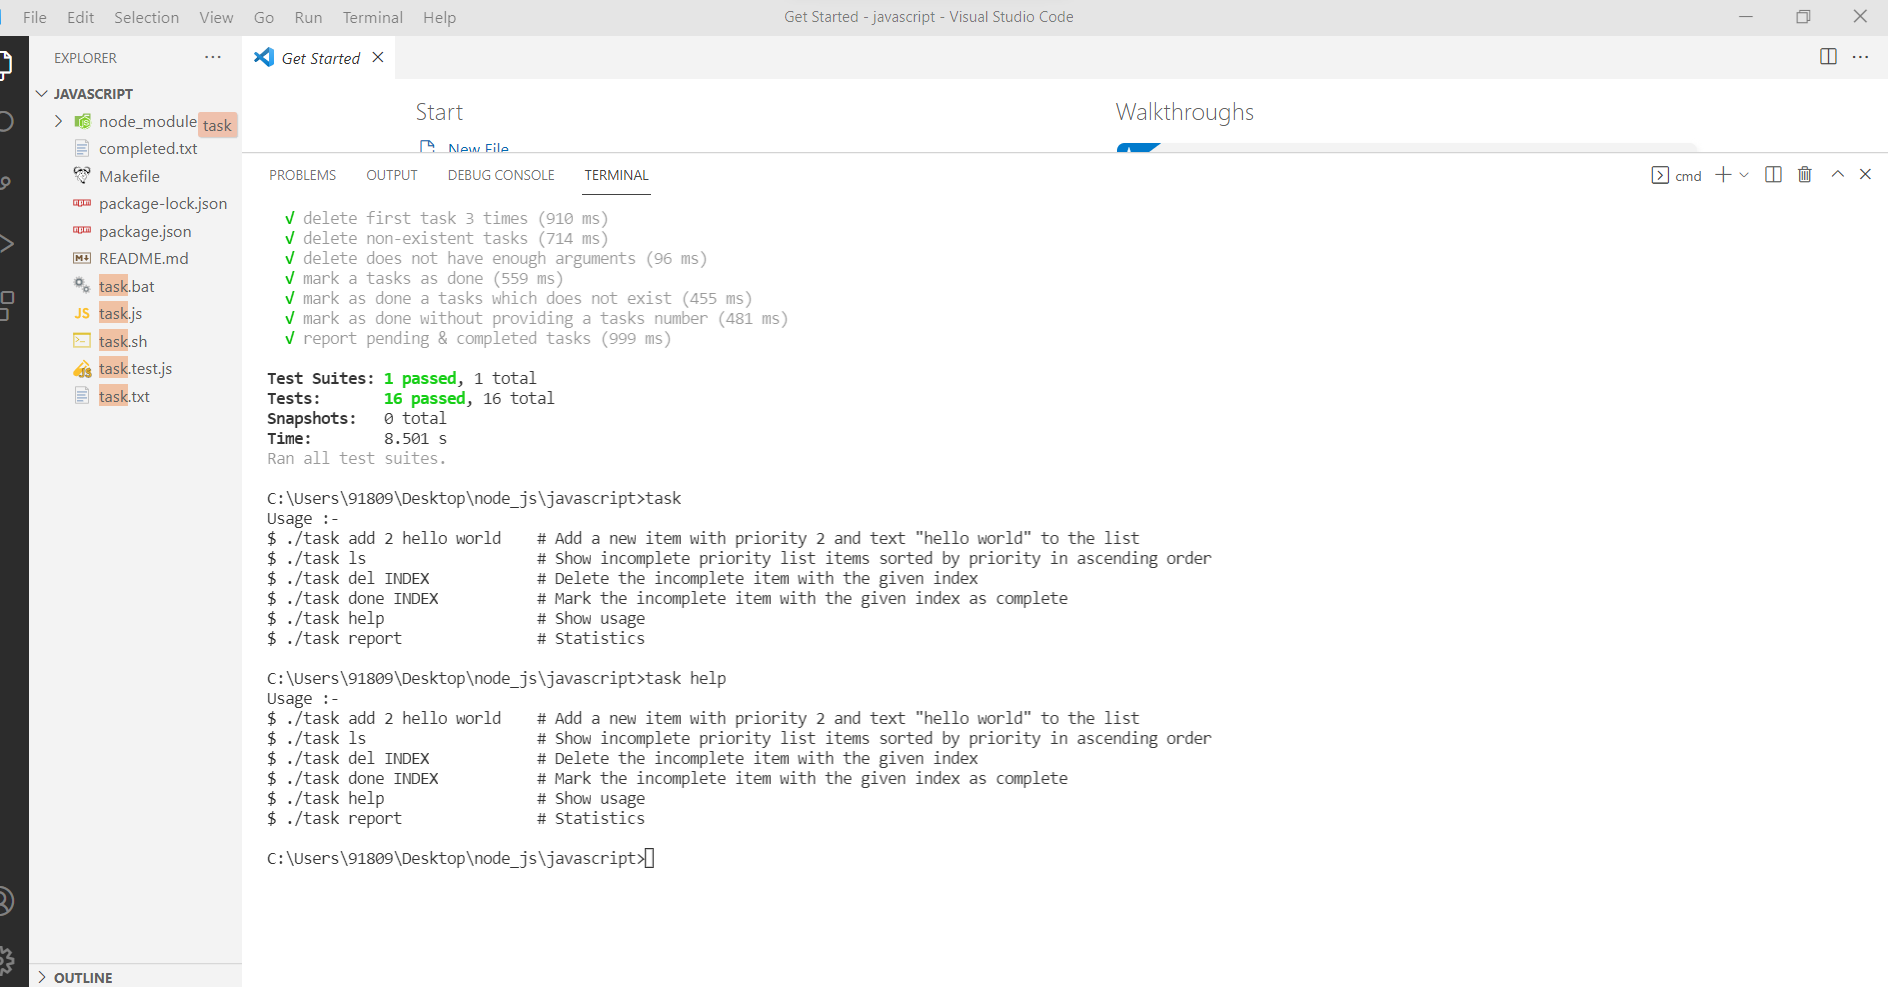 File Edit Selection View Go Run Terminal Help
Get Started - javascript - Visual Studio Code
EXPLORER
JAVASCRIPT
node_module
task
completed.txt
Makefile
package-lock.json
package.json
README.md
task.bat
JS task.js
task.sh
task.test.js
task.txt
OUTLINE
Get Started
Start
New File
Walkthroughs
PROBLEMS OUTPUT DEBUG CONSOLE TERMINAL
cmd
√ delete first task 3 times (910 ms)
√ delete non-existent tasks (714 ms)
√ delete does not have enough arguments (96 ms)
√ mark a tasks as done (559 ms)
√ mark as done a tasks which does not exist (455 ms)
√ mark as done without providing a tasks number (481 ms)
√ report pending & completed tasks (999 ms)
Test Suites: 1 passed, 1 total
Tests: 16 passed, 16 total
Snapshots: 0 total
Time: 8.501 s
Ran all test suites.
C:\Users\91809\Desktop\node_js\javascript>task
Usage :-
$ ./task add 2 hello world # Add a new item with priority 2 and text "hello world" to the list
$ ./task ls # Show incomplete priority list items sorted by priority in ascending order
$ ./task del INDEX # Delete the incomplete item with the given index
$ ./task done INDEX # Mark the incomplete item with the given index as complete
$ ./task help # Show usage
$ ./task report # Statistics
C:\Users\91809\Desktop\node_js\javascript>task help
Usage :-
$ ./task add 2 hello world # Add a new item with priority 2 and text "hello world" to the list
$ ./task ls # Show incomplete priority list items sorted by priority in ascending order
$ ./task del INDEX # Delete the incomplete item with the given index
$ ./task done INDEX # Mark the incomplete item with the given index as complete
$ ./task help # Show usage
$ ./task report # Statistics
C:\Users\91809\Desktop\node_js\javascript>